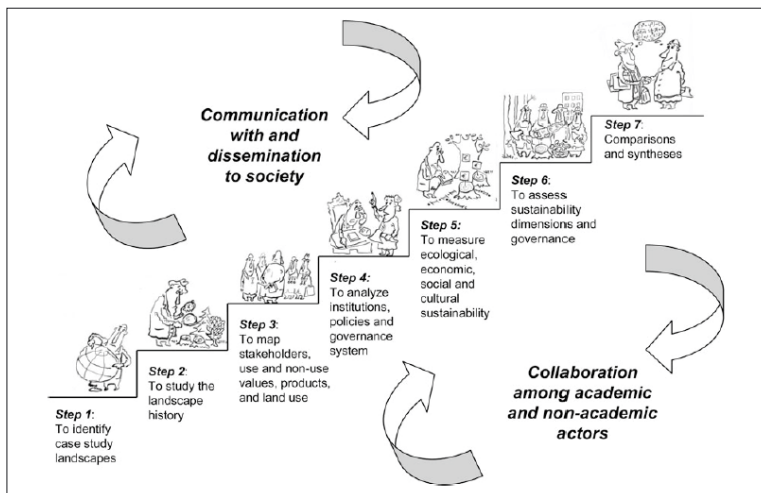 Communication
with and
dissemination
to society
Step 1:
To identify
case study
landscapes
Step 2:
To study the
landscape
history
Step 3:
To map
stakeholders,
use and non-use
values, products,
and land use
Step 4:
To analyze
institutions,
policies and
governance
system
Step 5:
To measure
ecological,
economic,
social and
cultural
sustainability
Step 6:
To assess
sustainability
dimensions and
governance
Step 7:
Comparisons
and syntheses
Collaboration
among academic
and non-academic
actors